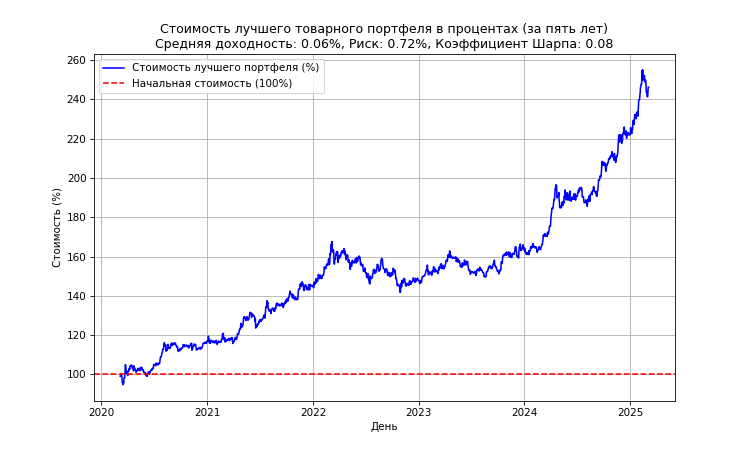 Стоимость лучшего товарного портфеля в процентах (за пять лет)
Средняя доходность: 0.06%, Риск: 0.72%, Коэффициент Шарпа: 0.08
Стоимость лучшего портфеля (%)
Начальная стоимость (100%)
Стоимость (%)
260
240
220
200
180
160
140
120
100
2020
2021
2022
2023
2024
2025
День